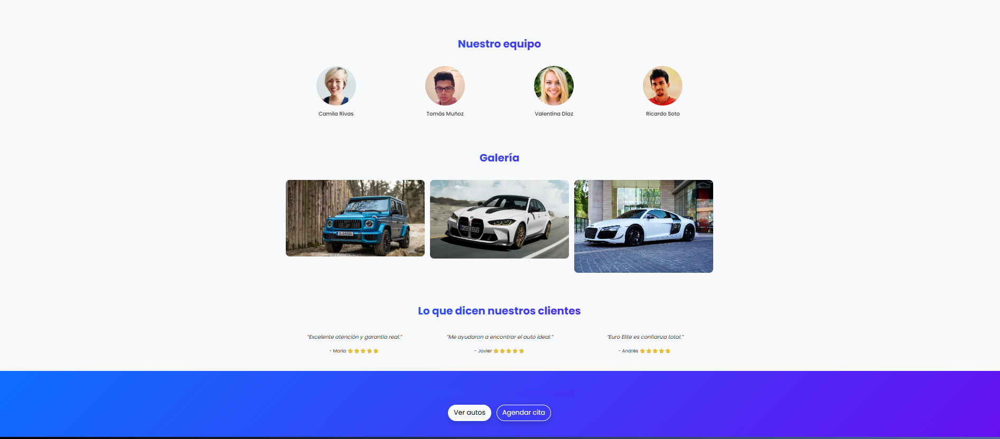 Nuestro equipo
Camila Rivas
Tomás Muñoz
Valentina Díaz
Ricardo Soto
Galería
chileautos
S·G 6324
Lo que dicen nuestros clientes
“Excelente atención y garantía real.”
- María
“Me ayudaron a encontrar el auto ideal.”
- Javier
“Euro Elite es confianza total.”
- Andrés
auto?
Ver autos
Agendar cita